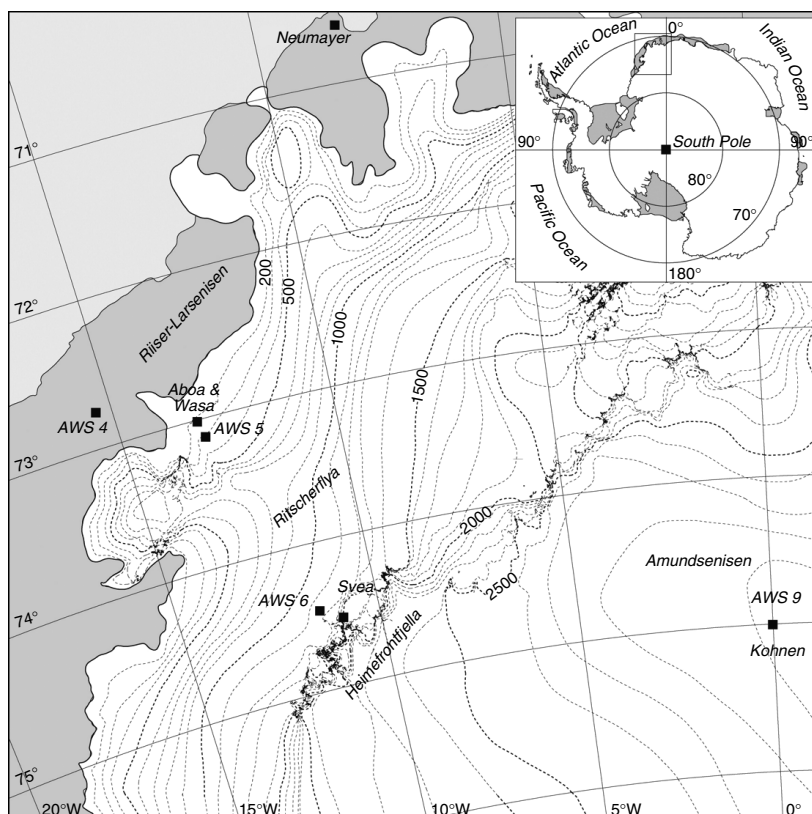 Neumayer
0°
Atlantic Ocean
Indian Ocean
90°
South Pole
90°
80°
70°
Pacific Ocean
180°
71°
72°
73°
74°
75°
200
500
1000
1500
2000
2500
Riiser-Larsenisen
Aboa &
Wasa
AWS 4
AWS 5
Ritscherflya
AWS 6
Svea
Heimefrontfjella
Amundsenisen
AWS 9
Kohnen
20°W
15°W
10°W
5°W
0°